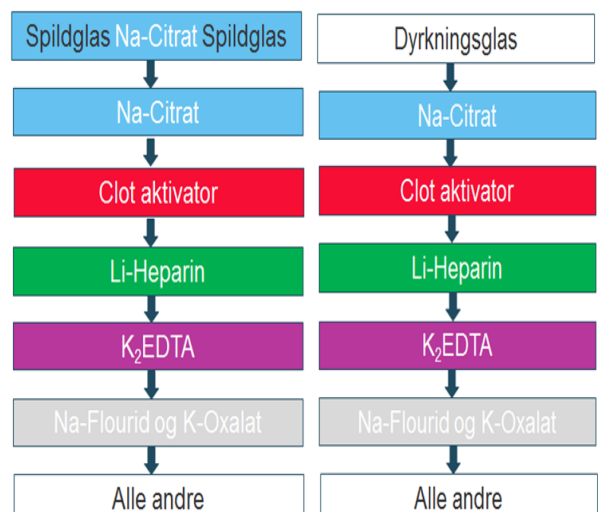 Spildglas Na-Citrat Spildglas
Na-Citrat
Clot aktivator
Li-Heparin
K₂EDTA
Na-Flourid og K-Oxalat
Alle andre
Dyrkningsglas
Na-Citrat
Clot aktivator
Li-Heparin
K₂EDTA
Na-Flourid og K-Oxalat
Alle andre